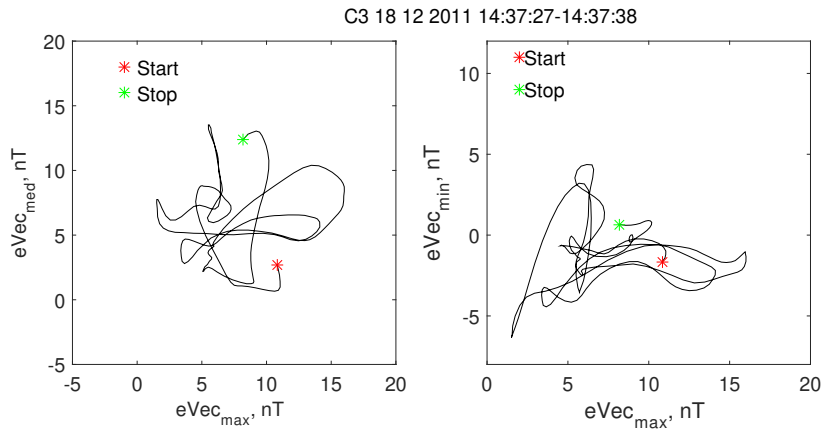 C3 18 12 2011 14:37:27-14:37:38
20
15
10
5
0
-5
eVec_med, nT
Start
Stop
-5 0 5 10 15 20
eVec_max, nT
10
5
0
-5
eVec_min, nT
Start
Stop
0 5 10 15 20
eVec_max, nT